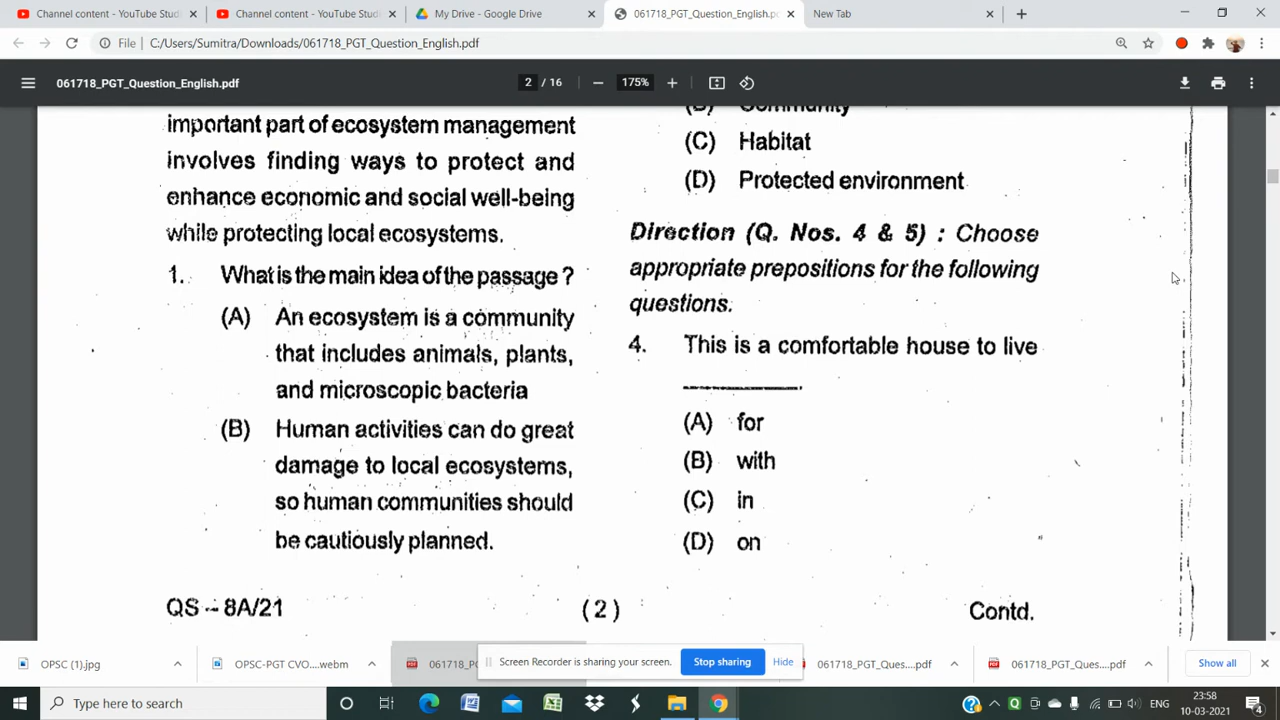 Channel content - YouTube Studi
Channel content - YouTube Studi
My Drive - Google Drive
061718_PGT_Question_English.pd
New Tab
File
C:/Users/Sumitra/Downloads/061718_PGT_Question_English.pdf
061718_PGT_Question_English.pdf
2 / 16
175%
important part of ecosystem management
involves finding ways to protect and
enhance economic and social well-being
while protecting local ecosystems.
1. What is the main idea of the passage ?
(A) An ecosystem is a community
that includes animals, plants,
and microscopic bacteria
(B) Human activities can do great
damage to local ecosystems,
so human communities should
be cautiously planned.
QS – 8A/21
(2)
(B) Community
(C) Habitat
(D) Protected environment
Direction (Q. Nos. 4 & 5) : Choose
appropriate prepositions for the following
questions.
4. This is a comfortable house to live
(A) for
(B) with
(C) in
(D) on
Contd.
OPSC (1).jpg
OPSC-PGT CVO....webm
061718_P
Screen Recorder is sharing your screen.
Stop sharing
Hide
061718_PGT_Ques....pdf
061718_PGT_Ques....pdf
Show all
Type here to search
ENG
23:58
10-03-2021
4